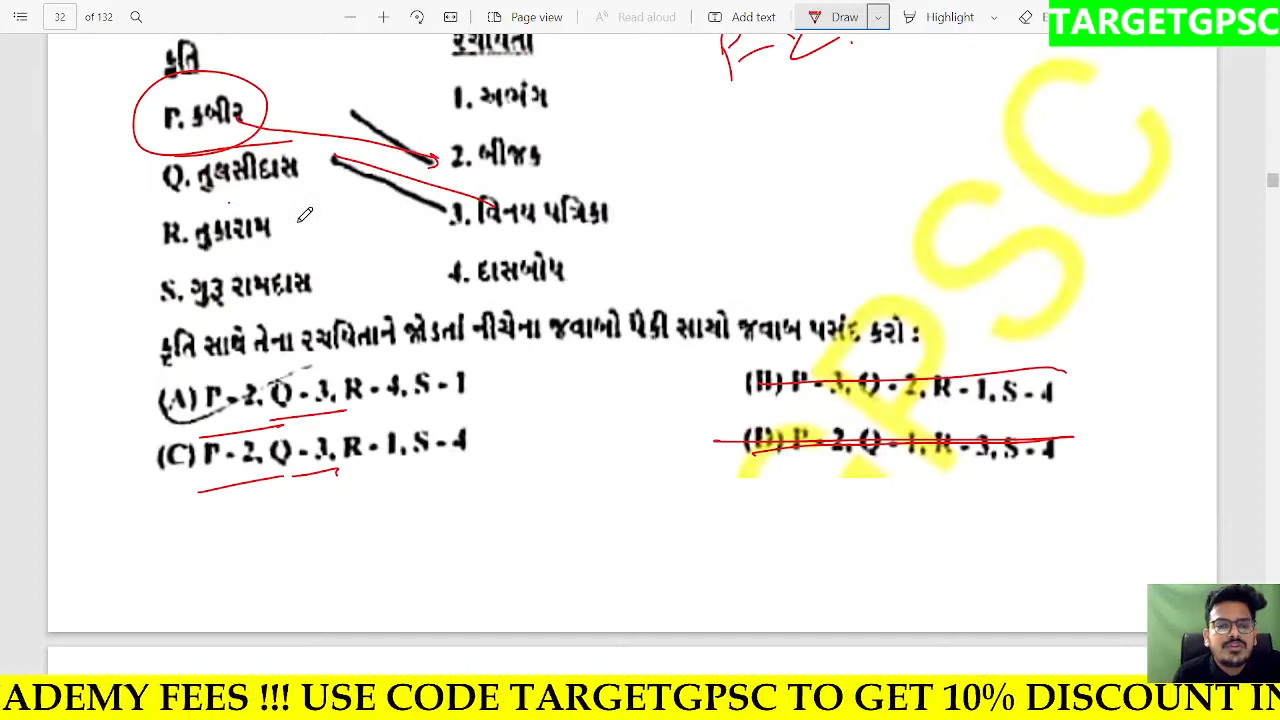 32 of 132 Page view Read aloud Add text Draw Highlight
TARGETGPSC
કૃતિ રચયિતા
P-2.
P. કબીર 1. અભંગ
Q. તુલસીદાસ 2. બીજક
R. તુકારામ 3. વિનય પત્રિકા
S. ગુરૂ રામદાસ 4. દાસબોધ
કૃતિ સાથે તેના રચયિતાને જોડતાં નીચેના જવાબો પૈકી સાચો જવાબ પસંદ કરો :
(A) P - 2, Q - 3, R - 4, S - 1 (B) P - 3, Q - 2, R - 1, S - 4
(C) P - 2, Q - 3, R - 1, S - 4 (D) P - 2, Q - 1, R - 3, S - 4
GPSC
ADEMY FEES !!! USE CODE TARGETGPSC TO GET 10% DISCOUNT IN